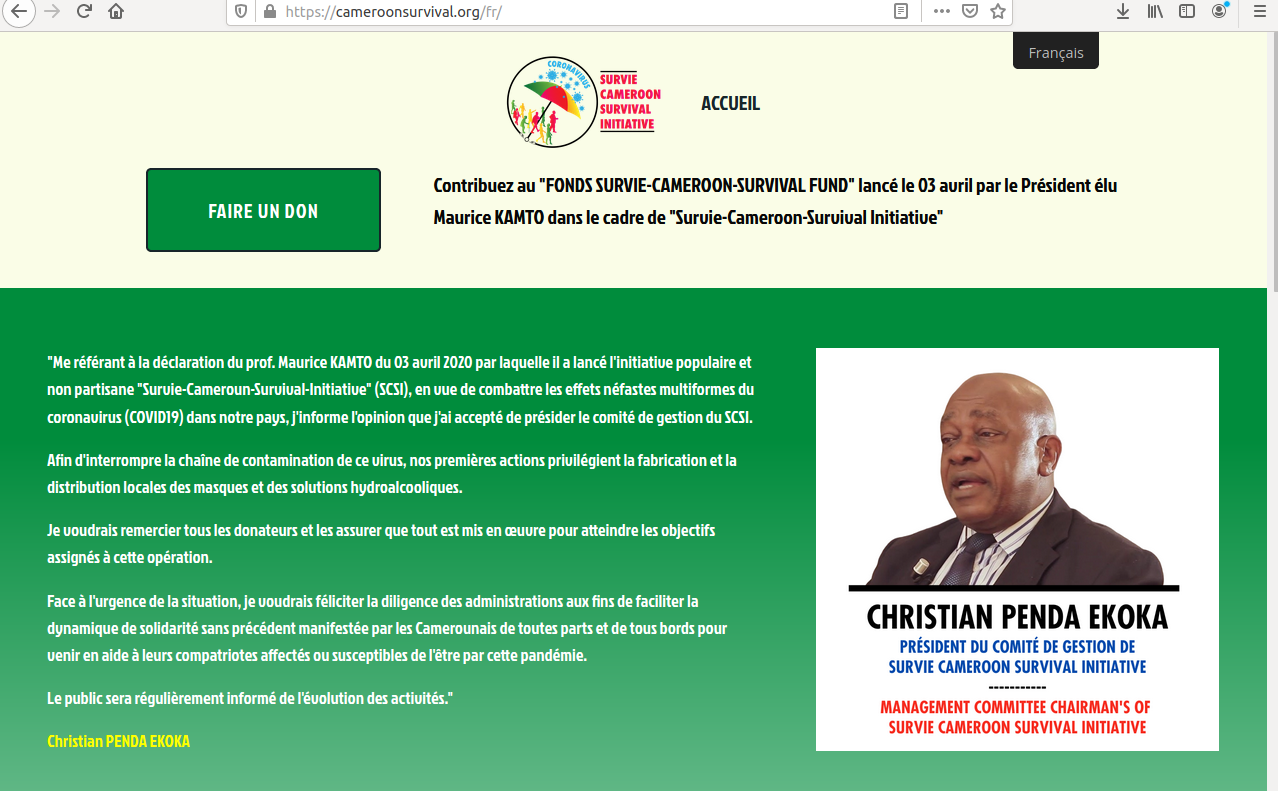 https://cameroonsurvival.org/fr/
Français
CORONAVIRUS
SURVIE
CAMEROON
SURVIVAL
INITIATIVE
ACCUEIL
FAIRE UN DON
Contribuez au "FONDS SURVIE-CAMEROON-SURVIVAL FUND" lancé le 03 avril par le Président élu
Maurice KAMTO dans le cadre de "Survie-Cameroon-Survival Initiative"
"Me référant à la déclaration du prof. Maurice KAMTO du 03 avril 2020 par laquelle il a lancé l'initiative populaire et
non partisane "Survie-Cameroun-Survival-Initiative" (SCSI), en vue de combattre les effets néfastes multiformes du
coronavirus (COVID19) dans notre pays, j'informe l'opinion que j'ai accepté de présider le comité de gestion du SCSI.
Afin d'interrompre la chaîne de contamination de ce virus, nos premières actions privilégient la fabrication et la
distribution locales des masques et des solutions hydroalcooliques.
Je voudrais remercier tous les donateurs et les assurer que tout est mis en œuvre pour atteindre les objectifs
assignés à cette opération.
Face à l'urgence de la situation, je voudrais féliciter la diligence des administrations aux fins de faciliter la
dynamique de solidarité sans précédent manifestée par les Camerounais de toutes parts et de tous bords pour
venir en aide à leurs compatriotes affectés ou susceptibles de l'être par cette pandémie.
Le public sera régulièrement informé de l'évolution des activités."
Christian PENDA EKOKA
CHRISTIAN PENDA EKOKA
PRÉSIDENT DU COMITÉ DE GESTION DE
SURVIE CAMEROON SURVIVAL INITIATIVE
-----------
MANAGEMENT COMMITTEE CHAIRMAN'S OF
SURVIE CAMEROON SURVIVAL INITIATIVE